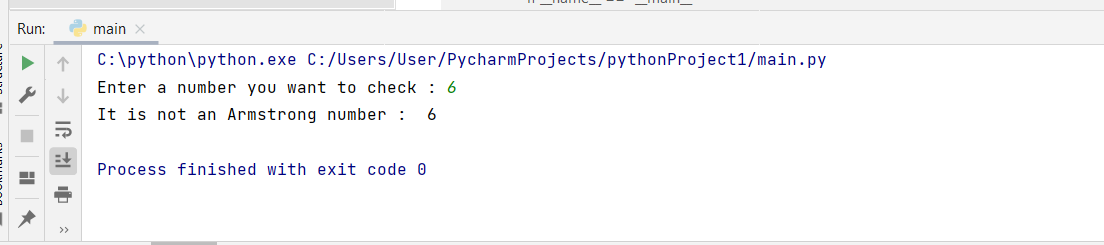 Run:
main
C:\python\python.exe C:/Users/User/PycharmProjects/pythonProject1/main.py
Enter a number you want to check : 6
It is not an Armstrong number :  6
Process finished with exit code 0